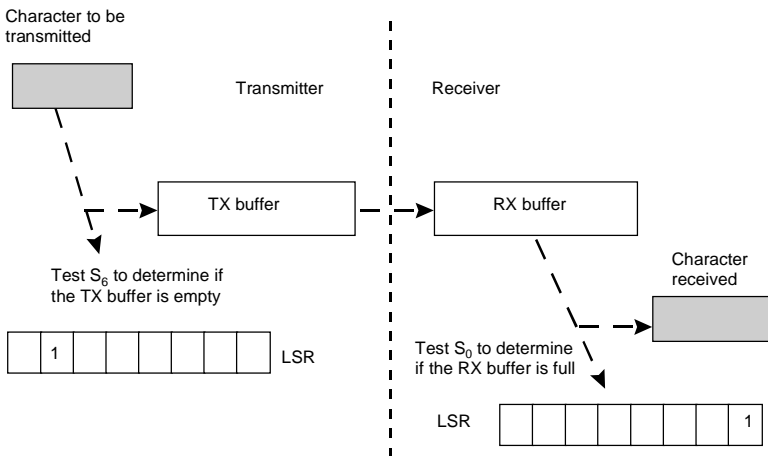 Character to be
transmitted
Transmitter
Receiver
TX buffer
RX buffer
Test S₆ to determine if
the TX buffer is empty
1
LSR
Character
received
Test S₀ to determine
if the RX buffer is full
LSR
1